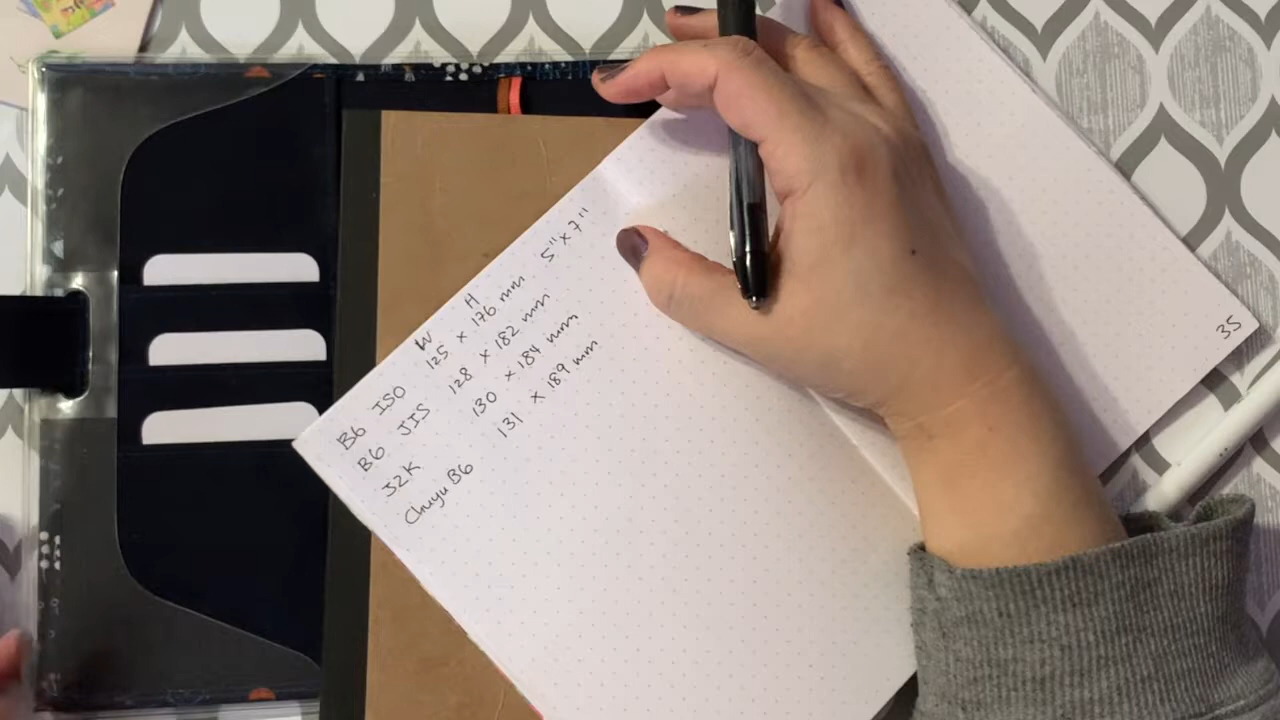 W H
B6 ISO 125 x 176 mm 5" x 7"
B6 JIS 128 x 182 mm
32K 130 x 184 mm
Chuyu B6 131 x 189 mm
35